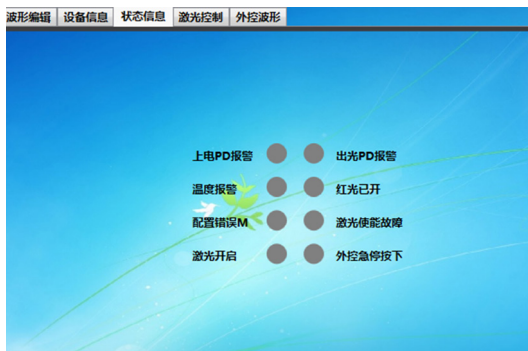 波形编辑 设备信息 状态信息 激光控制 外控波形
上电PD报警 出光PD报警
温度报警 红光已开
配置错误M 激光使能故障
激光开启 外控急停按下